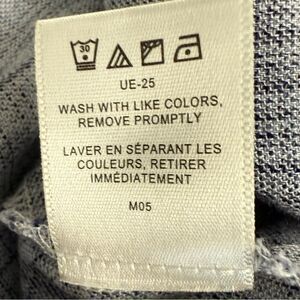 30
UE-25
WASH WITH LIKE COLORS,
REMOVE PROMPTLY
LAVER EN SÉPARANT LES
COULEURS, RETIRER
IMMÉDIATEMENT
M05